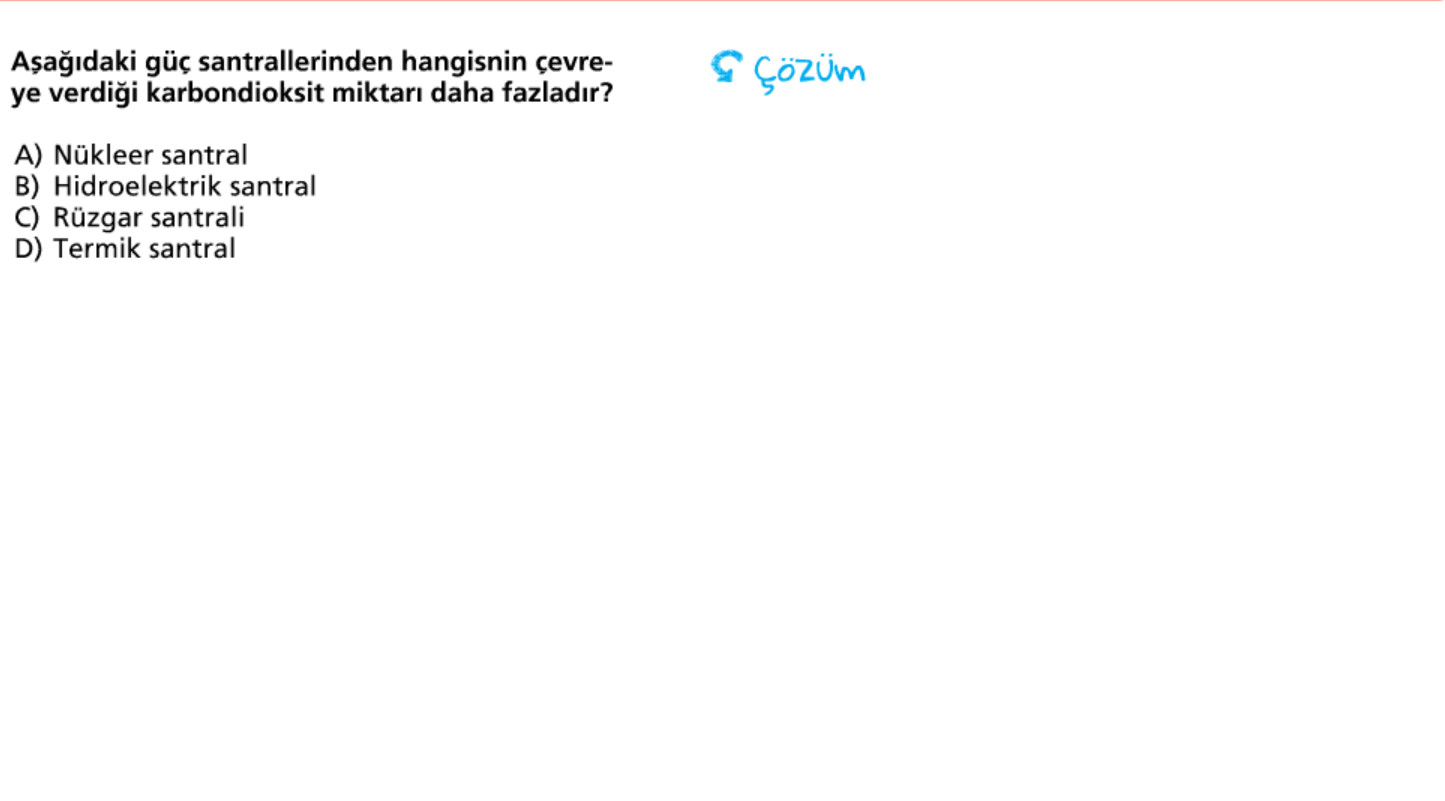 Aşağıdaki güç santrallerinden hangisnin çevre-
ye verdiği karbondioksit miktarı daha fazladır?
A) Nükleer santral
B) Hidroelektrik santral
C) Rüzgar santrali
D) Termik santral
Çözüm